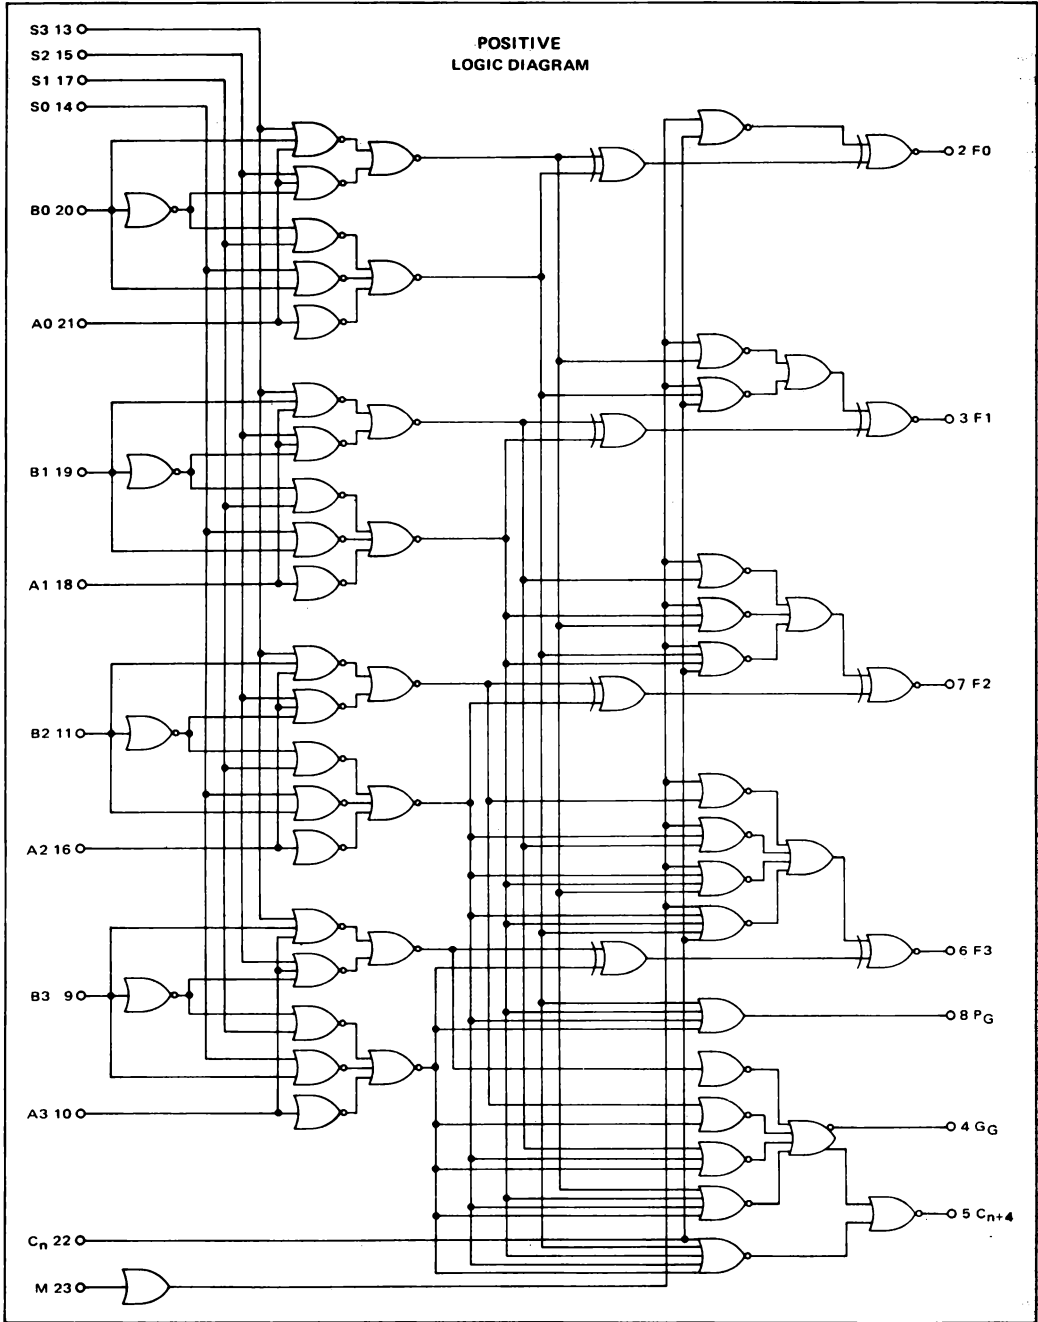 POSITIVE
LOGIC DIAGRAM
S3 13
S2 15
S1 17
S0 14
2 F0
B0 20
A0 21
B1 19
3 F1
A1 18
7 F2
B2 11
A2 16
6 F3
B3 9
8 PG
A3 10
4 GG
5 Cn+4
Cn 22
M 23